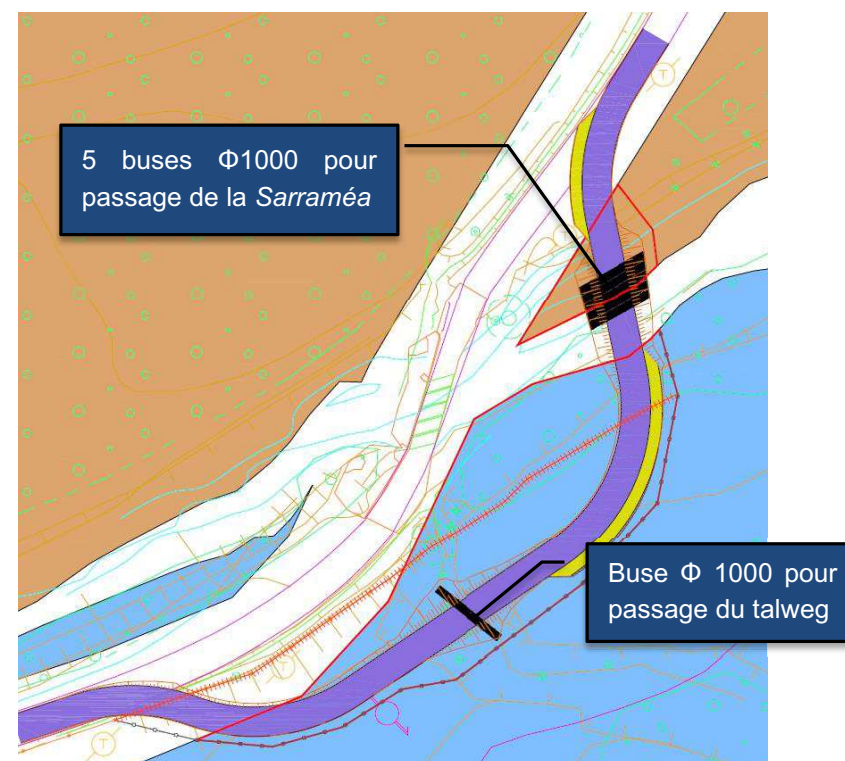 5 buses Φ1000 pour
passage de la Sarraméa
T
Buse Φ 1000 pour
passage du talweg
T
T